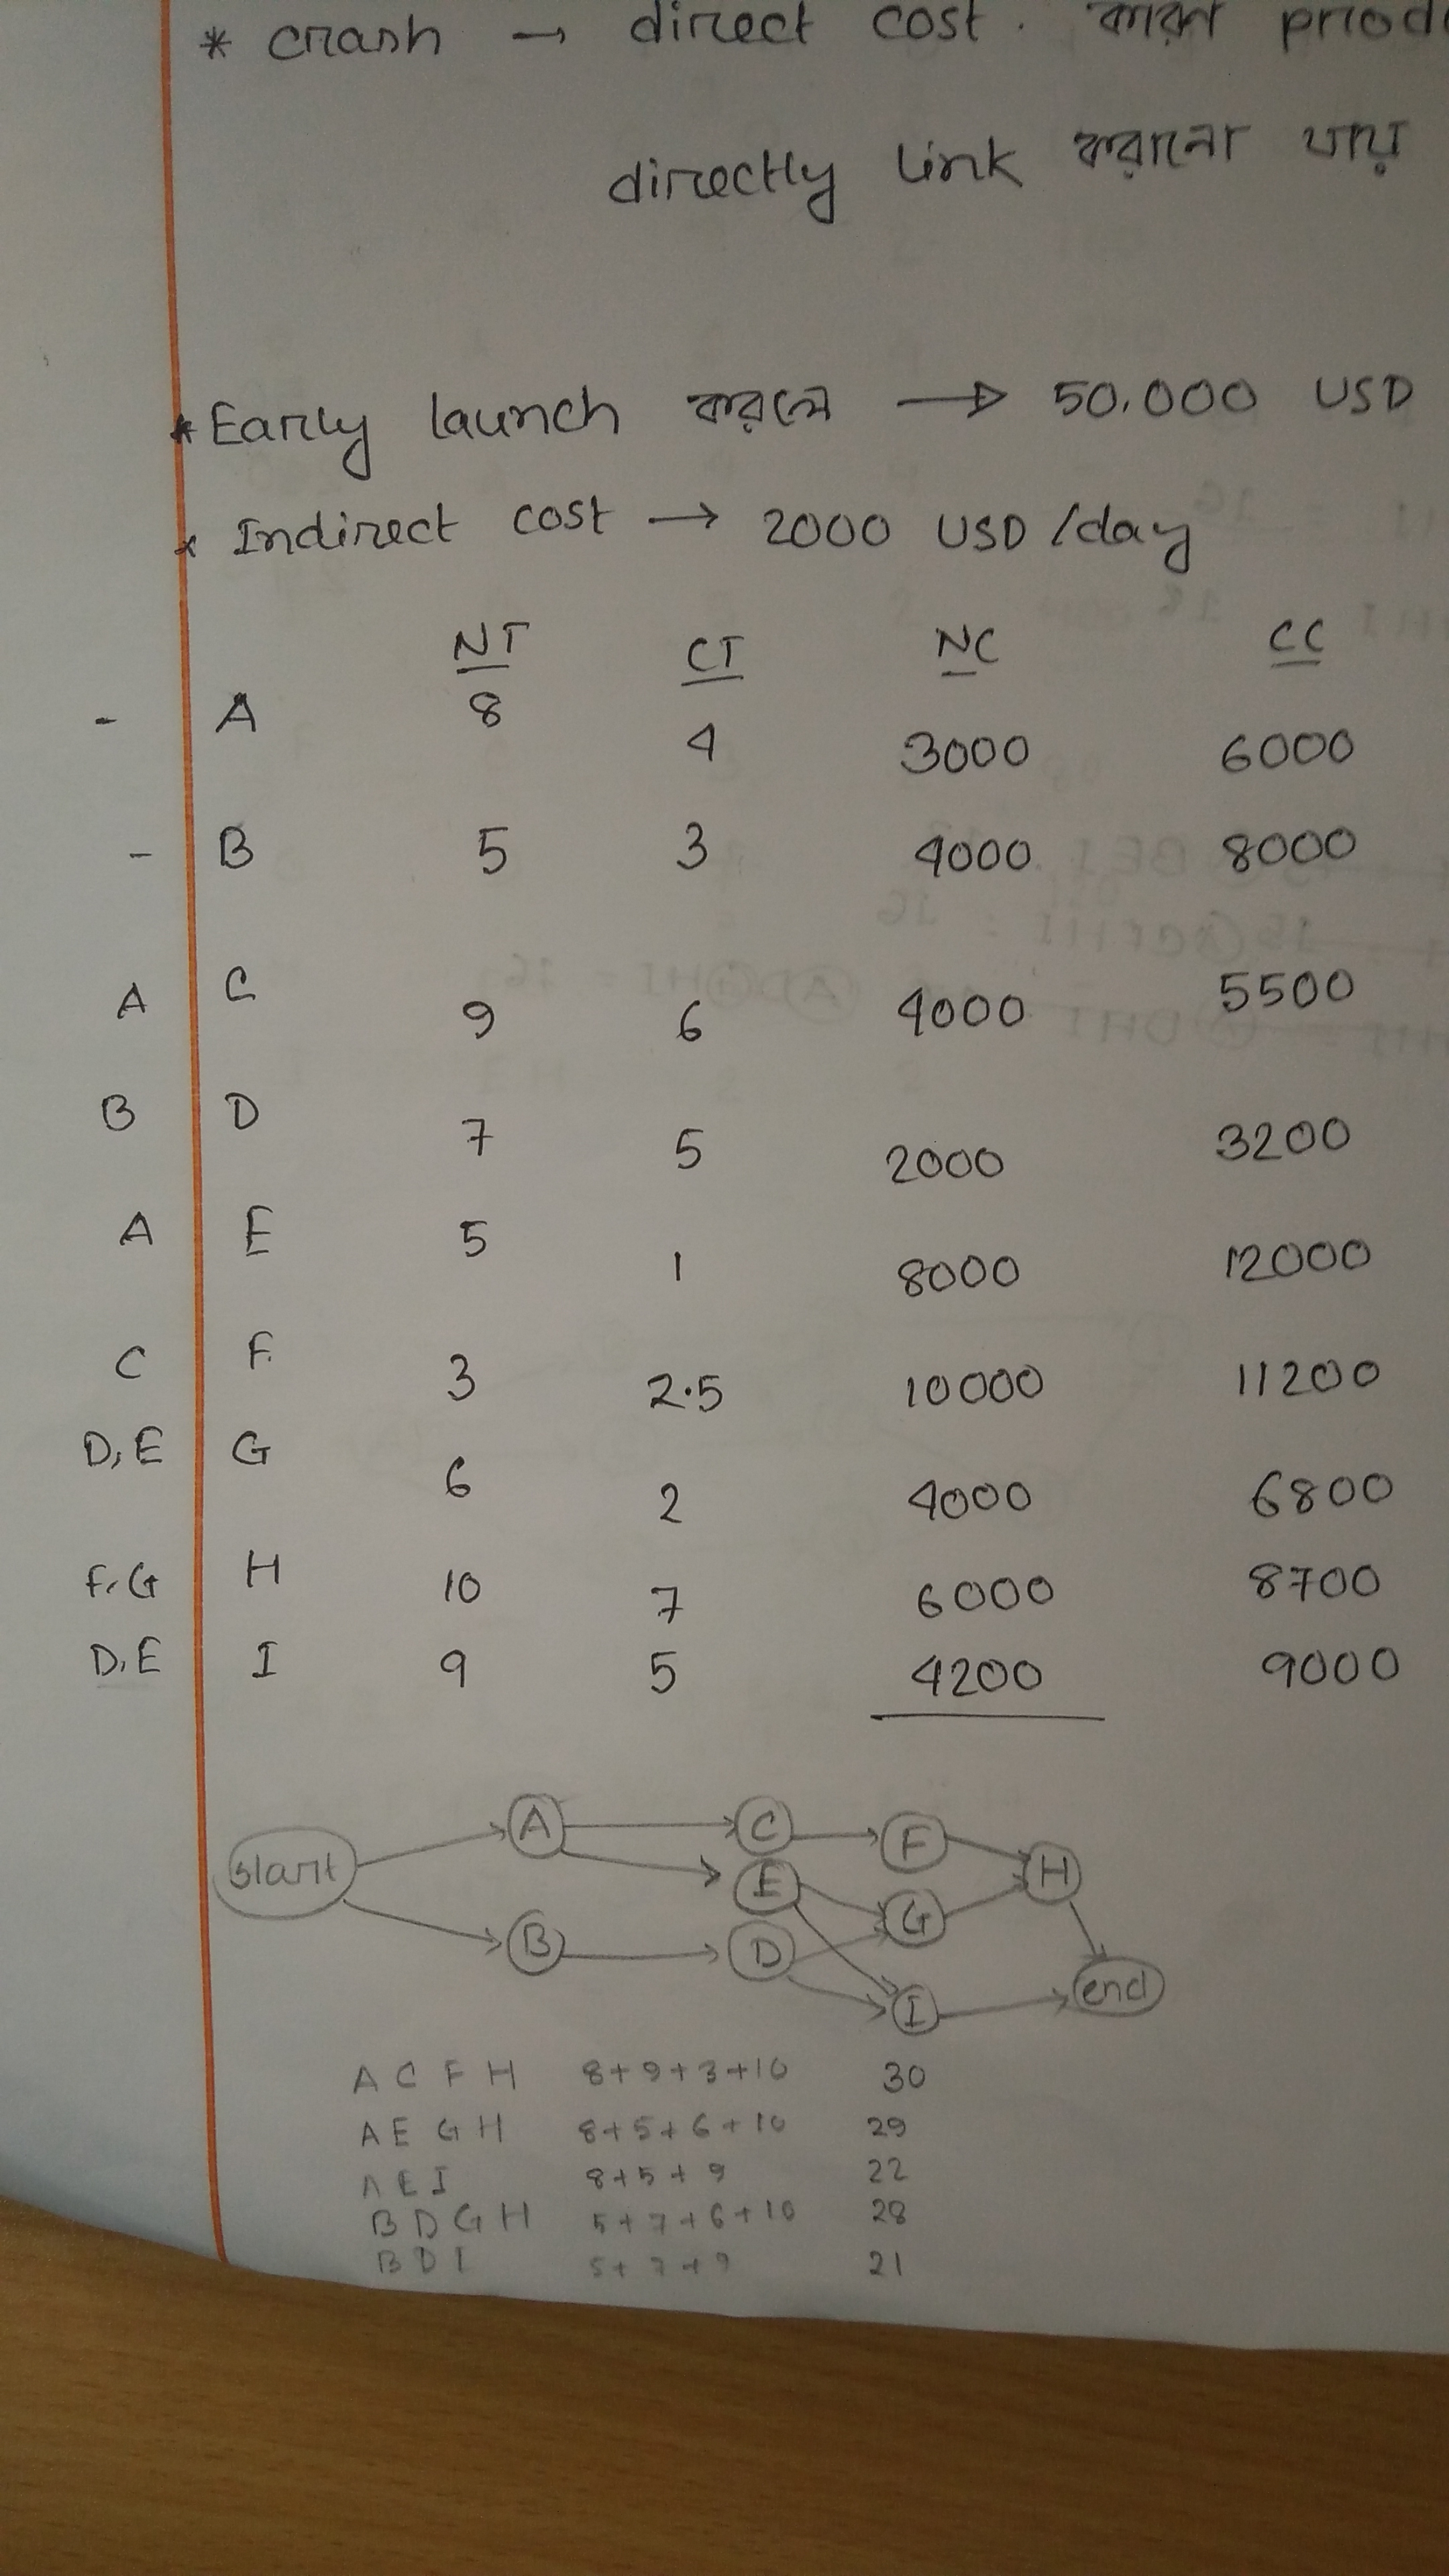 * crash → direct cost. কারণ prod
directly link করানো যায়
* Early launch করলে → 50,000 USD
* Indirect cost → 2000 USD /day
NT CT NC CC
- A 8 4 3000 6000
- B 5 3 4000 8000
A C 9 6 4000 5500
B D 7 5 2000 3200
A E 5 1 8000 12000
C F 3 2.5 10000 11200
D, E G 6 2 4000 6800
F, G H 10 7 6000 8700
D, E I 9 5 4200 9000
start A C F H
E
B D G
I end
A C F H 8+9+3+10 30
A E G H 8+5+6+10 29
A E I 8+5+9 22
B D G H 5+7+6+10 28
B D I 5+7+9 21